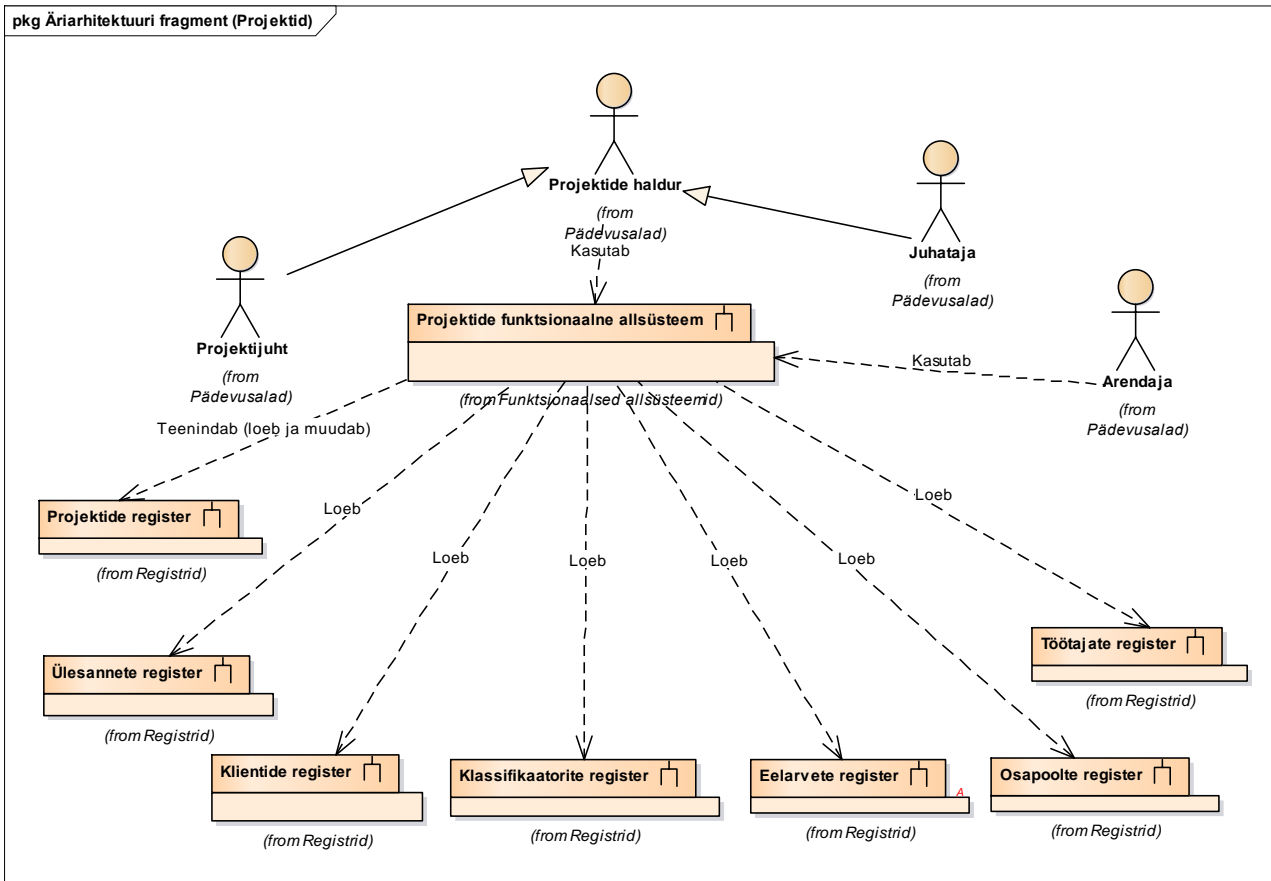 pkg Äriarhitektuuri fragment (Projektid)
Projektide haldur
(from
Pädevusalad)
Kasutab
Juhataja
(from
Pädevusalad)
Projektijuht
(from
Pädevusalad)
Projektide funktsionaalne allsüsteem
(from Funktsionaalsed allsüsteemid)
Kasutab
Arendaja
(from
Pädevusalad)
Teenindab (loeb ja muudab)
Loeb
Loeb
Loeb
Loeb
Loeb
Loeb
Projektide register
(from Registrid)
Ülesannete register
(from Registrid)
Töötajate register
(from Registrid)
Klientide register
(from Registrid)
Klassifikaatorite register
(from Registrid)
Eelarvete register
A
(from Registrid)
Osapoolte register
(from Registrid)